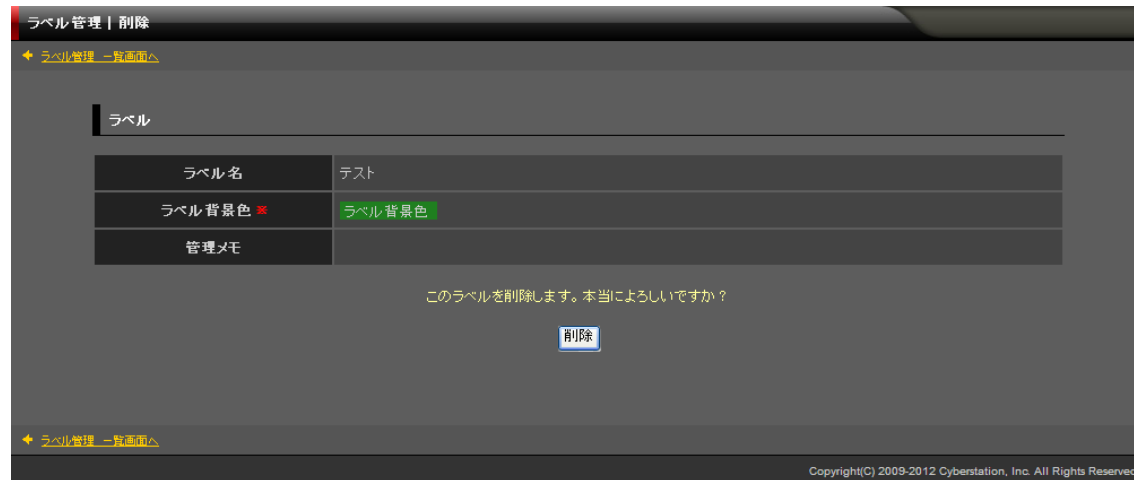 ラベル管理 | 削除
ラベル管理 一覧画面へ
ラベル
ラベル名 テスト
ラベル背景色 ※ ラベル背景色
管理メモ
このラベルを削除します。本当によろしいですか？
削除
ラベル管理 一覧画面へ
Copyright(C) 2009-2012 Cyberstation, Inc. All Rights Reserved